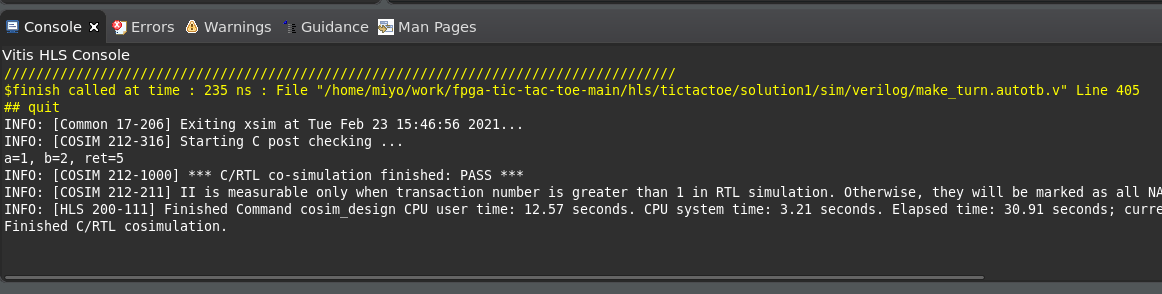 Console Errors Warnings Guidance Man Pages
Vitis HLS Console
////////////////////////////////////////////////////////////////////////////////////
$finish called at time : 235 ns : File "/home/miyo/work/fpga-tic-tac-toe-main/hls/tictactoe/solution1/sim/verilog/make_turn.autotb.v" Line 405
## quit
INFO: [Common 17-206] Exiting xsim at Tue Feb 23 15:46:56 2021...
INFO: [COSIM 212-316] Starting C post checking ...
a=1, b=2, ret=5
INFO: [COSIM 212-1000] *** C/RTL co-simulation finished: PASS ***
INFO: [COSIM 212-211] II is measurable only when transaction number is greater than 1 in RTL simulation. Otherwise, they will be marked as all NA
INFO: [HLS 200-111] Finished Command cosim_design CPU user time: 12.57 seconds. CPU system time: 3.21 seconds. Elapsed time: 30.91 seconds; curre
Finished C/RTL cosimulation.